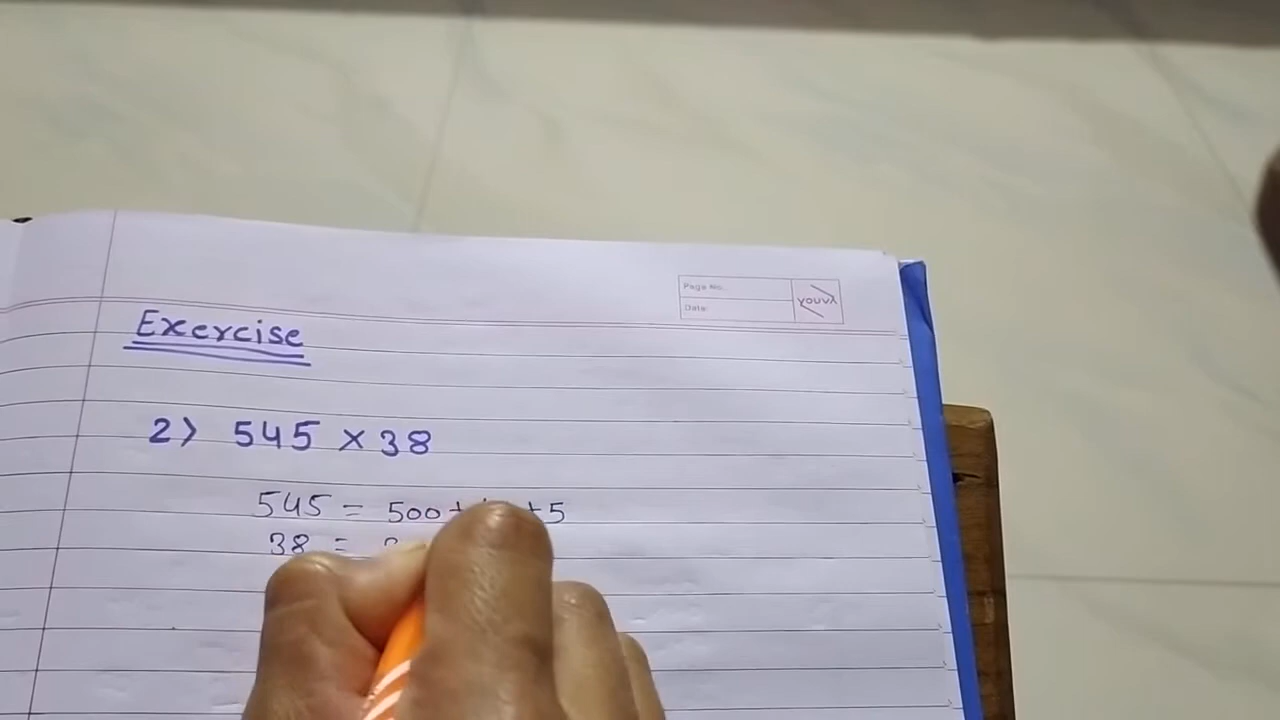 Page No:
Date:
YOUVA
Exercise
2) 545 × 38
545 = 500 + +5
38 =